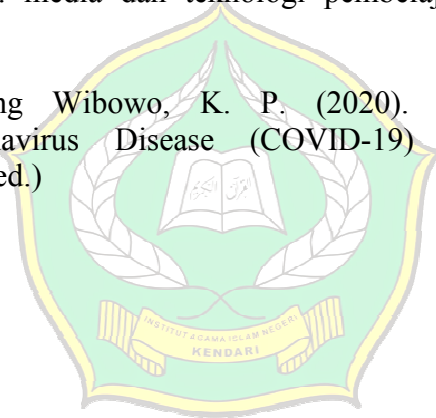 media dan teknologi pembelaj
ng Wibowo, K. P. (2020).
avirus Disease (COVID-19)
ed.)
INSTITUT AGAMA ISLAM NEGERI
KENDARI